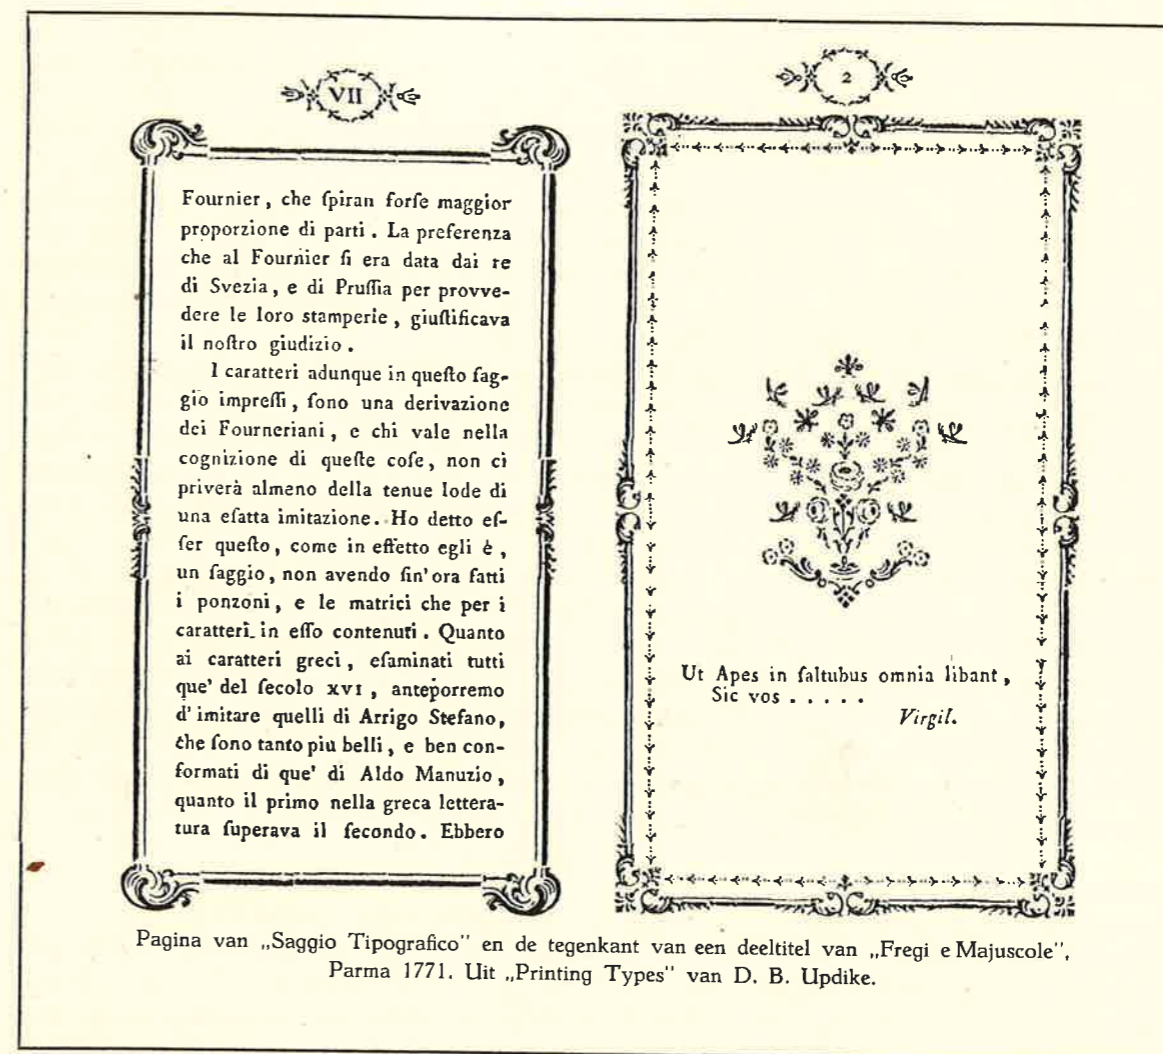 VII
Fournier, che ſpiran forſe maggior
proporzione di parti. La preferenza
che al Fournier ſi era data dai re
di Svezia, e di Pruſſia per provve-
dere le loro stamperie, giuſtificava
il noſtro giudizio.
I caratteri adunque in queſto ſag-
gio impreſſi, ſono una derivazione
dei Fourneriani, e chi vale nella
cognizione di queſte coſe, non ci
priverà almeno della tenue lode di
una eſatta imitazione. Ho detto eſ-
ſer queſto, come in effetto egli è,
un ſaggio, non avendo ſin' ora fatti
i ponzoni, e le matrici che per i
caratteri in eſſo contenuti. Quanto
ai caratteri greci, eſaminati tutti
que' del ſecolo XVI, anteporremo
d' imitare quelli di Arrigo Stefano,
che ſono tanto piu belli, e ben con-
formati di que' di Aldo Manuzio,
quanto il primo nella greca lettera-
tura ſuperava il ſecondo. Ebbero
2
Ut Apes in ſaltubus omnia libant,
Sic vos . . . . .
Virgil.
Pagina van „Saggio Tipografico" en de tegenkant van een deeltitel van „Fregi e Majuscole",
Parma 1771. Uit „Printing Types" van D. B. Updike.